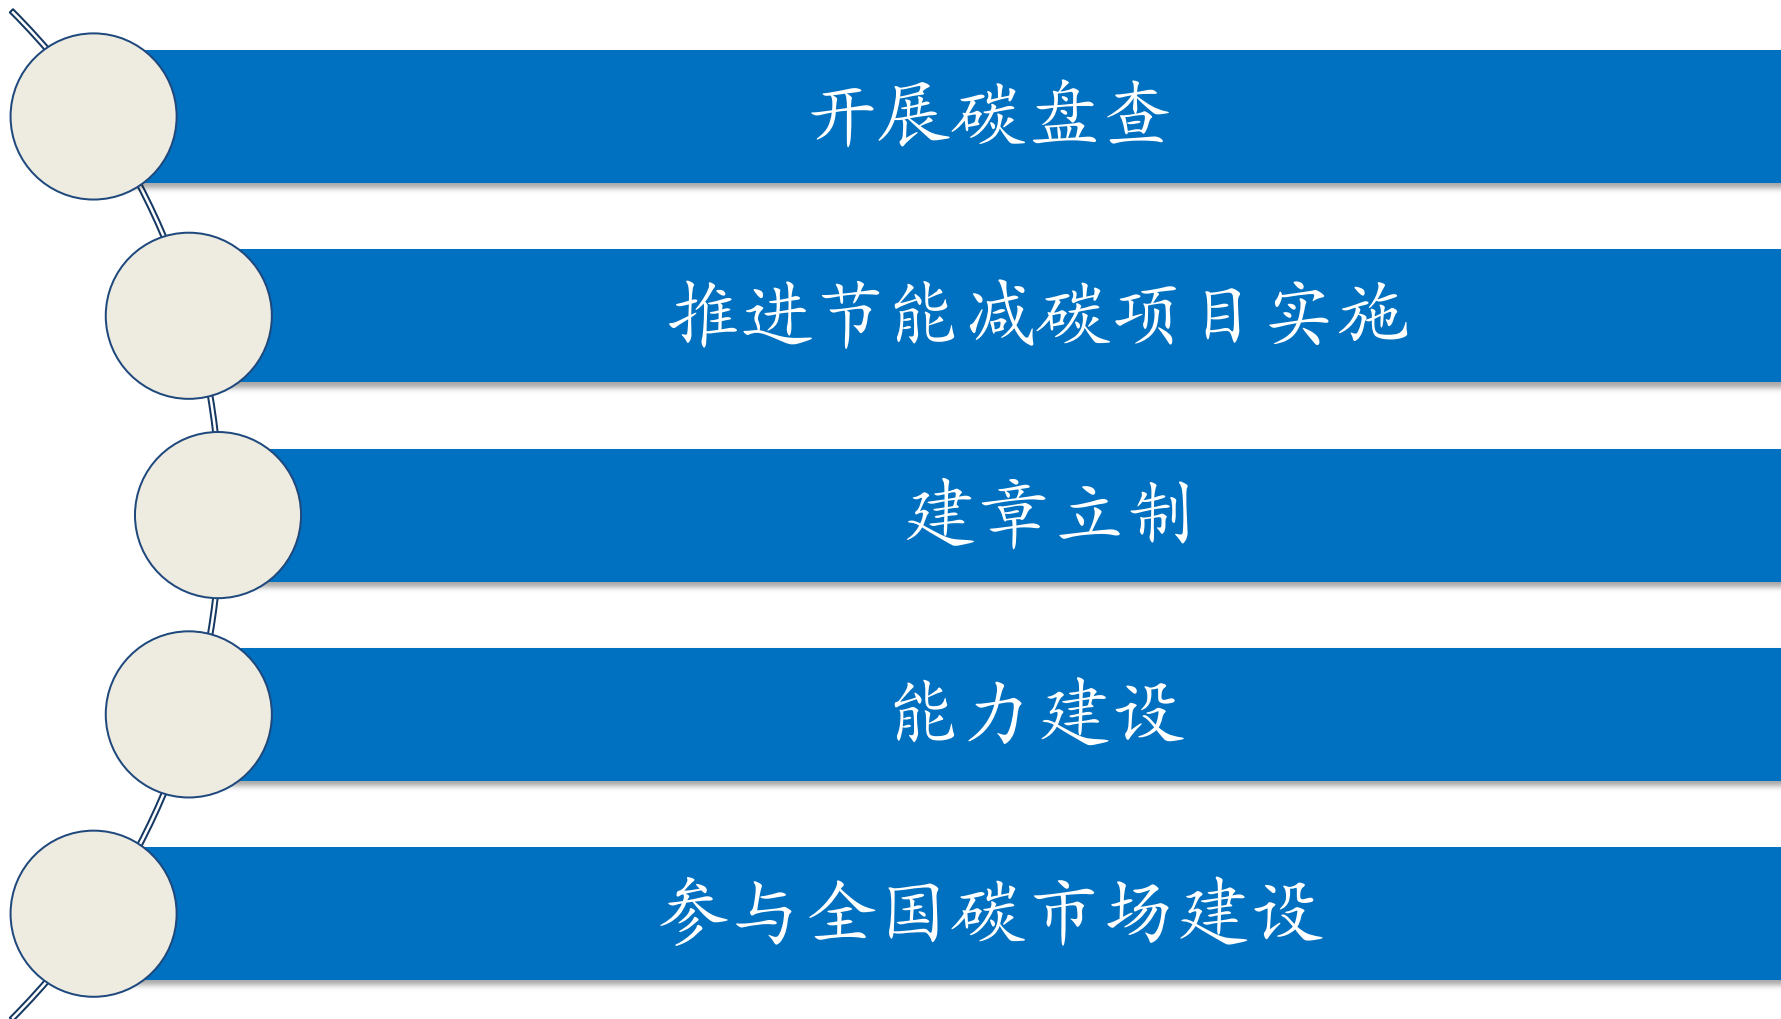 开展碳盘查
推进节能减碳项目实施
建章立制
能力建设
参与全国碳市场建设